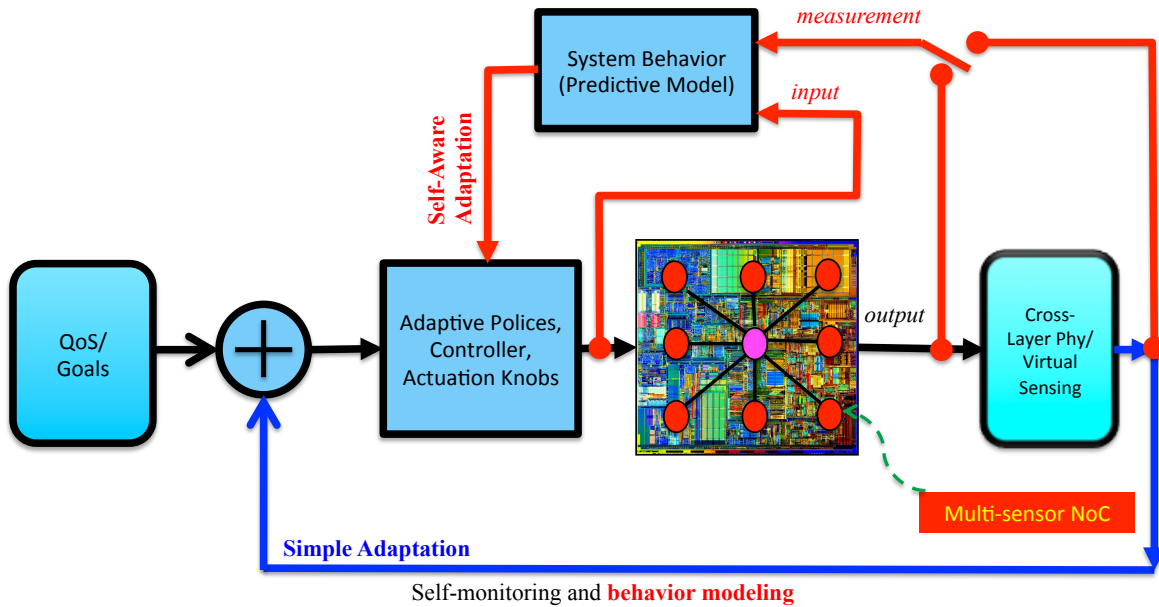 measurement
System Behavior
(Predictive Model)
input
Self-Aware
Adaptation
QoS/
Goals
Adaptive Polices,
Controller,
Actuation Knobs
output
Cross-
Layer Phy/
Virtual
Sensing
Multi-sensor NoC
Simple Adaptation
Self-monitoring and behavior modeling